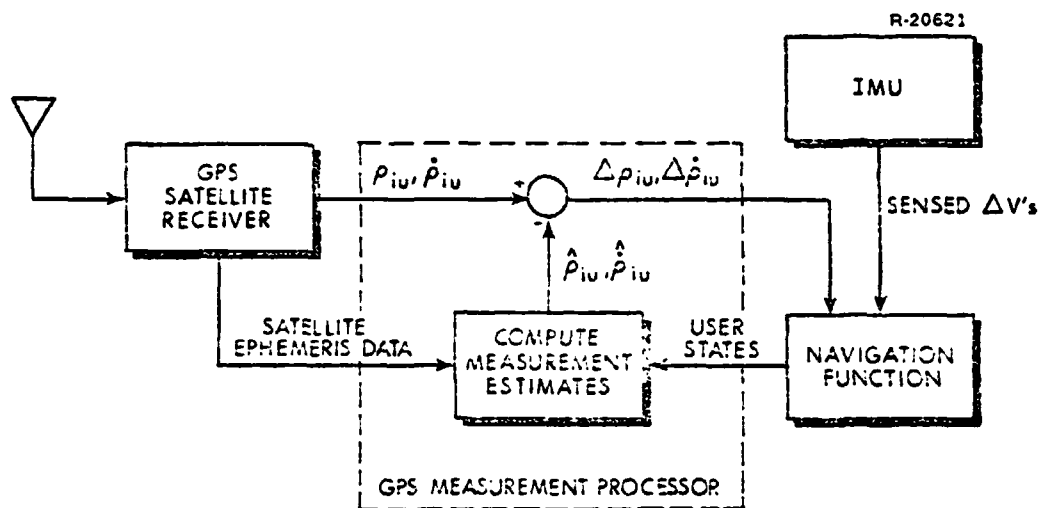 R-20621
IMU
GPS
SATELLITE
RECEIVER
ρiu, ρ̇iu
+
Δρiu, Δρ̇iu
SENSED ΔV's
-
ρ̂iu, ρ̇̂iu
SATELLITE
EPHEMERIS DATA
COMPUTE
MEASUREMENT
ESTIMATES
USER
STATES
NAVIGATION
FUNCTION
GPS MEASUREMENT PROCESSOR